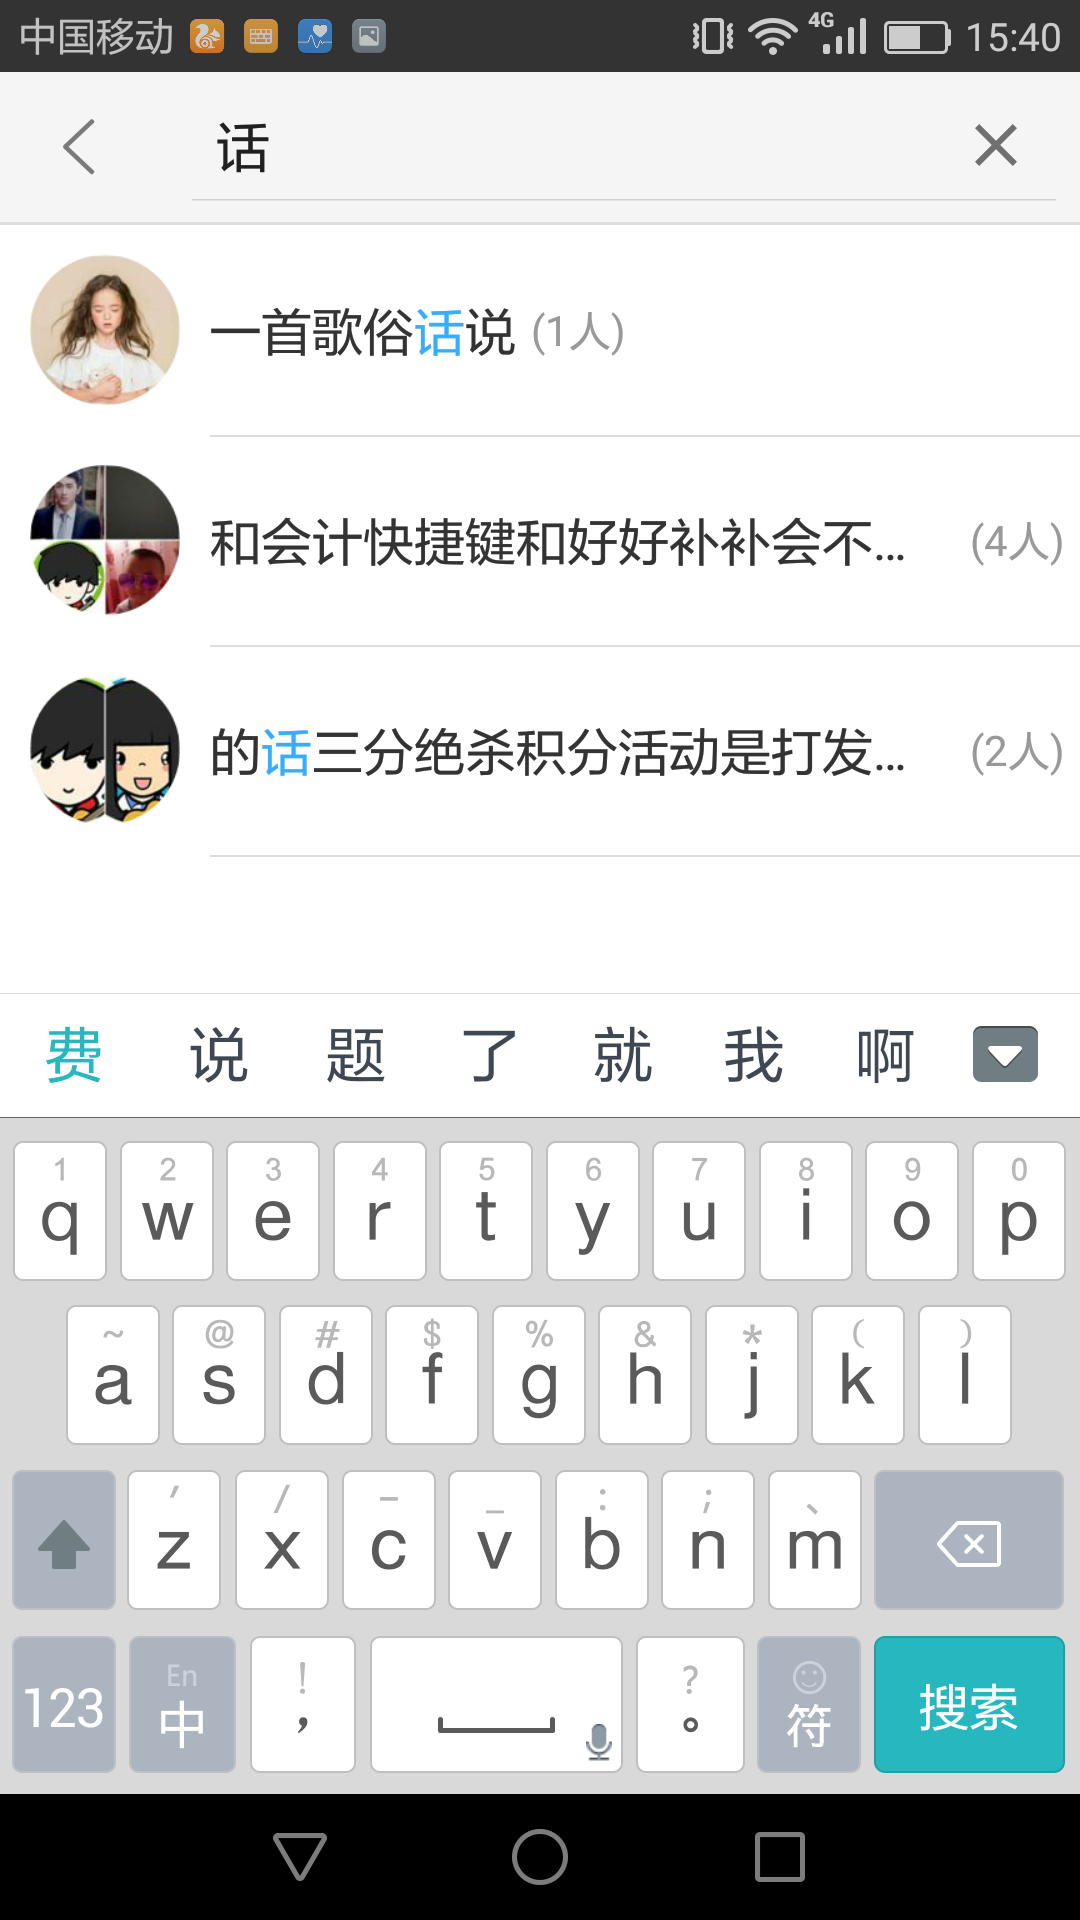 中国移动 4G 15:40
话
一首歌俗话说 (1人)
和会计快捷键和好好补补会不... (4人)
的话三分绝杀积分活动是打发... (2人)
费 说 题 了 就 我 啊
1 2 3 4 5 6 7 8 9 0
q w e r t y u i o p
~ @ # $ % & * ( )
a s d f g h j k l
′ / － _ : ; 、
z x c v b n m
En ! ?
123 中 , 。 符 搜索